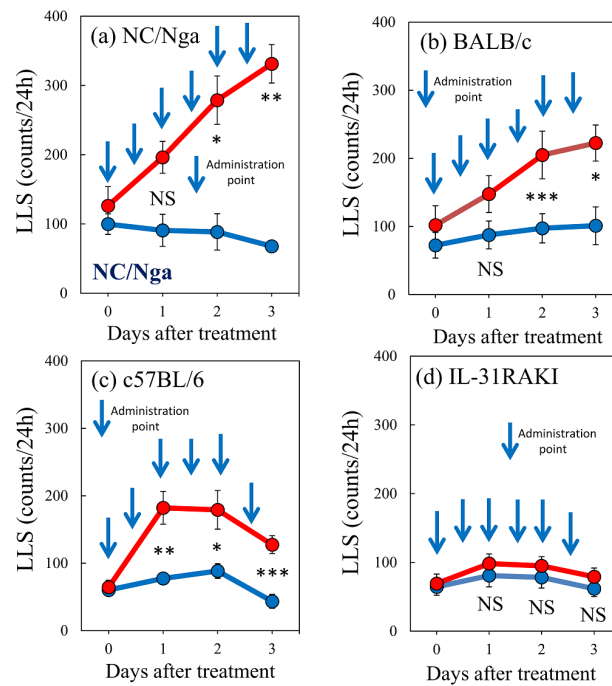 (a) NC/Nga
LLS (counts/24h)
400
300
200
100
0
**
*
NS
Administration
point
NC/Nga
0 1 2 3
Days after treatment
(b) BALB/c
LLS (counts/24h)
400
300
200
100
0
Administration
point
***
*
NS
0 1 2 3
Days after treatment
(c) c57BL/6
LLS (counts/24h)
400
300
200
100
0
Administration
point
**
*
***
0 1 2 3
Days after treatment
(d) IL-31RAKI
LLS (counts/24h)
400
300
200
100
0
Administration
point
NS
NS
NS
0 1 2 3
Days after treatment